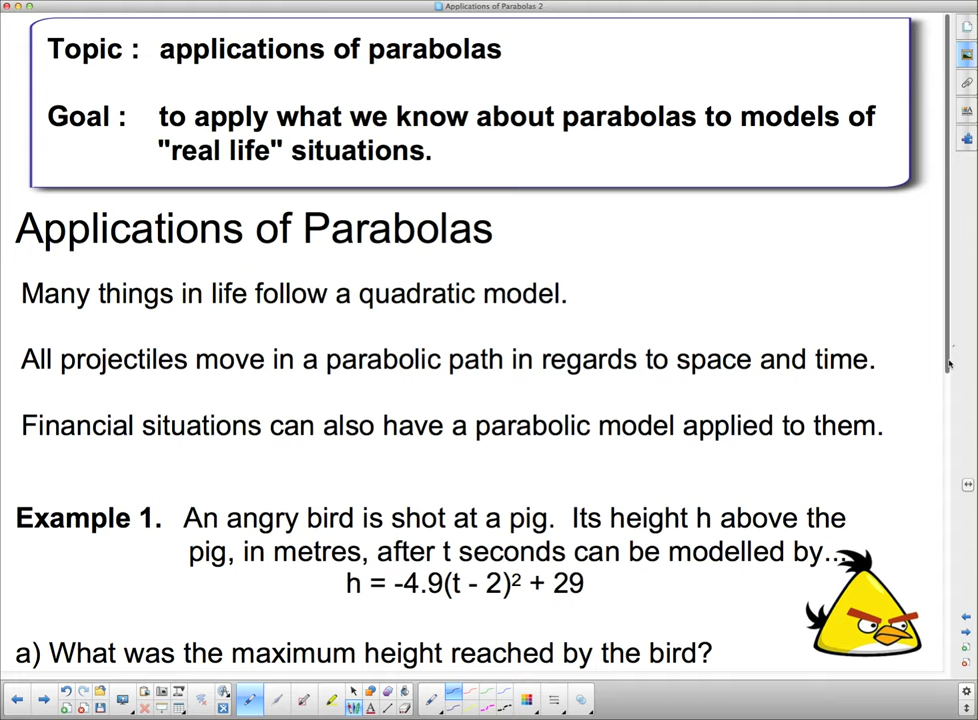 Applications of Parabolas 2
Topic : applications of parabolas
Goal : to apply what we know about parabolas to models of
"real life" situations.
Applications of Parabolas
Many things in life follow a quadratic model.
All projectiles move in a parabolic path in regards to space and time.
Financial situations can also have a parabolic model applied to them.
Example 1. An angry bird is shot at a pig. Its height h above the
pig, in metres, after t seconds can be modelled by...
h = -4.9(t - 2)² + 29
a) What was the maximum height reached by the bird?